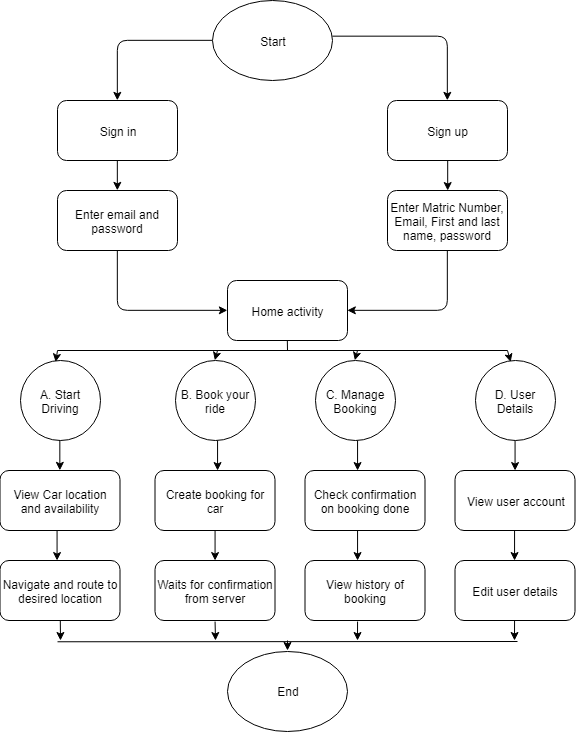 Start
Sign in
Sign up
Enter email and
password
Enter Matric Number,
Email, First and last
name, password
Home activity
A. Start
Driving
B. Book your
ride
C. Manage
Booking
D. User
Details
View Car location
and availability
Create booking for
car
Check confirmation
on booking done
View user account
Navigate and route to
desired location
Waits for confirmation
from server
View history of
booking
Edit user details
End